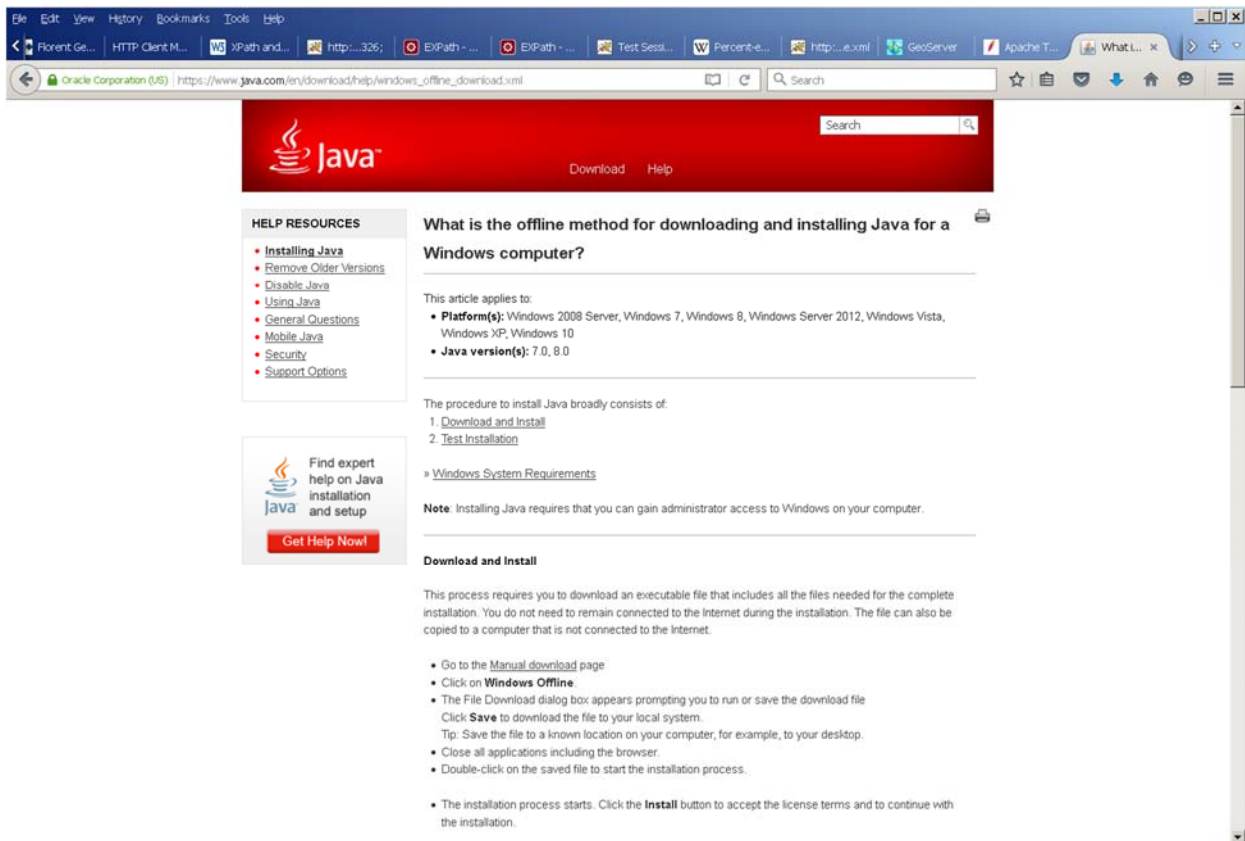 File Edit View History Bookmarks Tools Help
Florent Ge... HTTP Client M... XPath and... http:...326; EXPath - ... EXPath - ... Test Sessi... Percent-e... http:...e.xml GeoServer Apache T... What i...
Oracle Corporation (US) https://www.java.com/en/download/help/windows_offline_download.xml Search
Search
Java™
Download Help
HELP RESOURCES
Installing Java
Remove Older Versions
Disable Java
Using Java
General Questions
Mobile Java
Security
Support Options
Find expert
help on Java
installation
and setup
Java
Get Help Now!
What is the offline method for downloading and installing Java for a
Windows computer?
This article applies to:
• Platform(s): Windows 2008 Server, Windows 7, Windows 8, Windows Server 2012, Windows Vista,
Windows XP, Windows 10
• Java version(s): 7.0, 8.0
The procedure to install Java broadly consists of:
1. Download and Install
2. Test Installation
» Windows System Requirements
Note: Installing Java requires that you can gain administrator access to Windows on your computer.
Download and Install
This process requires you to download an executable file that includes all the files needed for the complete
installation. You do not need to remain connected to the Internet during the installation. The file can also be
copied to a computer that is not connected to the Internet.
• Go to the Manual download page
• Click on Windows Offline.
• The File Download dialog box appears prompting you to run or save the download file
Click Save to download the file to your local system.
Tip: Save the file to a known location on your computer, for example, to your desktop.
• Close all applications including the browser.
• Double-click on the saved file to start the installation process.
• The installation process starts. Click the Install button to accept the license terms and to continue with
the installation.